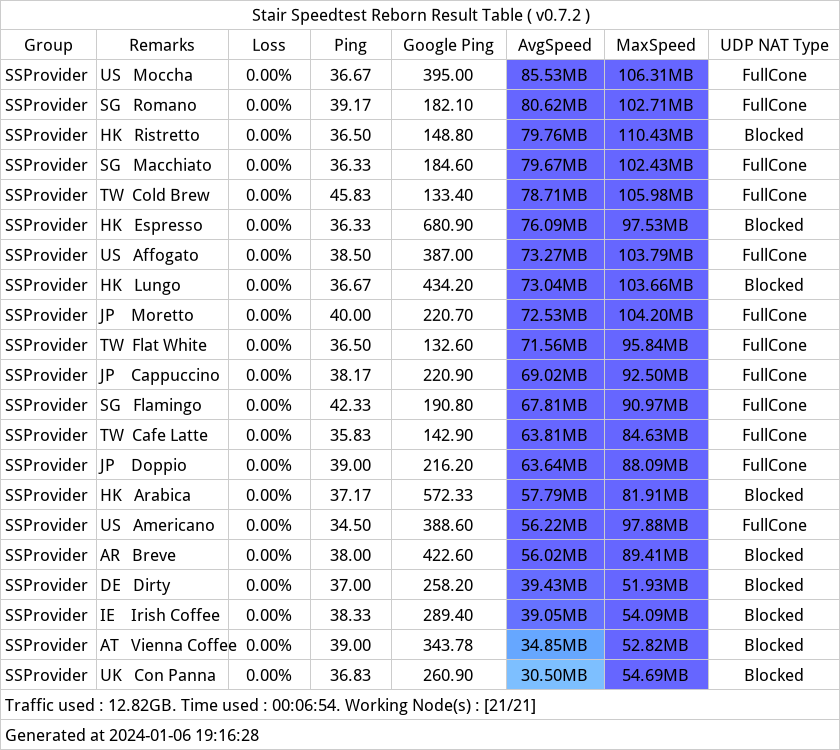 Stair Speedtest Reborn Result Table ( v0.7.2 )
Group Remarks Loss Ping Google Ping AvgSpeed MaxSpeed UDP NAT Type
SSProvider US Moccha 0.00% 36.67 395.00 85.53MB 106.31MB FullCone
SSProvider SG Romano 0.00% 39.17 182.10 80.62MB 102.71MB FullCone
SSProvider HK Ristretto 0.00% 36.50 148.80 79.76MB 110.43MB Blocked
SSProvider SG Macchiato 0.00% 36.33 184.60 79.67MB 102.43MB FullCone
SSProvider TW Cold Brew 0.00% 45.83 133.40 78.71MB 105.98MB FullCone
SSProvider HK Espresso 0.00% 36.33 680.90 76.09MB 97.53MB Blocked
SSProvider US Affogato 0.00% 38.50 387.00 73.27MB 103.79MB FullCone
SSProvider HK Lungo 0.00% 36.67 434.20 73.04MB 103.66MB Blocked
SSProvider JP Moretto 0.00% 40.00 220.70 72.53MB 104.20MB FullCone
SSProvider TW Flat White 0.00% 36.50 132.60 71.56MB 95.84MB FullCone
SSProvider JP Cappuccino 0.00% 38.17 220.90 69.02MB 92.50MB FullCone
SSProvider SG Flamingo 0.00% 42.33 190.80 67.81MB 90.97MB FullCone
SSProvider TW Cafe Latte 0.00% 35.83 142.90 63.81MB 84.63MB FullCone
SSProvider JP Doppio 0.00% 39.00 216.20 63.64MB 88.09MB FullCone
SSProvider HK Arabica 0.00% 37.17 572.33 57.79MB 81.91MB Blocked
SSProvider US Americano 0.00% 34.50 388.60 56.22MB 97.88MB FullCone
SSProvider AR Breve 0.00% 38.00 422.60 56.02MB 89.41MB Blocked
SSProvider DE Dirty 0.00% 37.00 258.20 39.43MB 51.93MB Blocked
SSProvider IE Irish Coffee 0.00% 38.33 289.40 39.05MB 54.09MB Blocked
SSProvider AT Vienna Coffee 0.00% 39.00 343.78 34.85MB 52.82MB Blocked
SSProvider UK Con Panna 0.00% 36.83 260.90 30.50MB 54.69MB Blocked
Traffic used : 12.82GB. Time used : 00:06:54. Working Node(s) : [21/21]
Generated at 2024-01-06 19:16:28